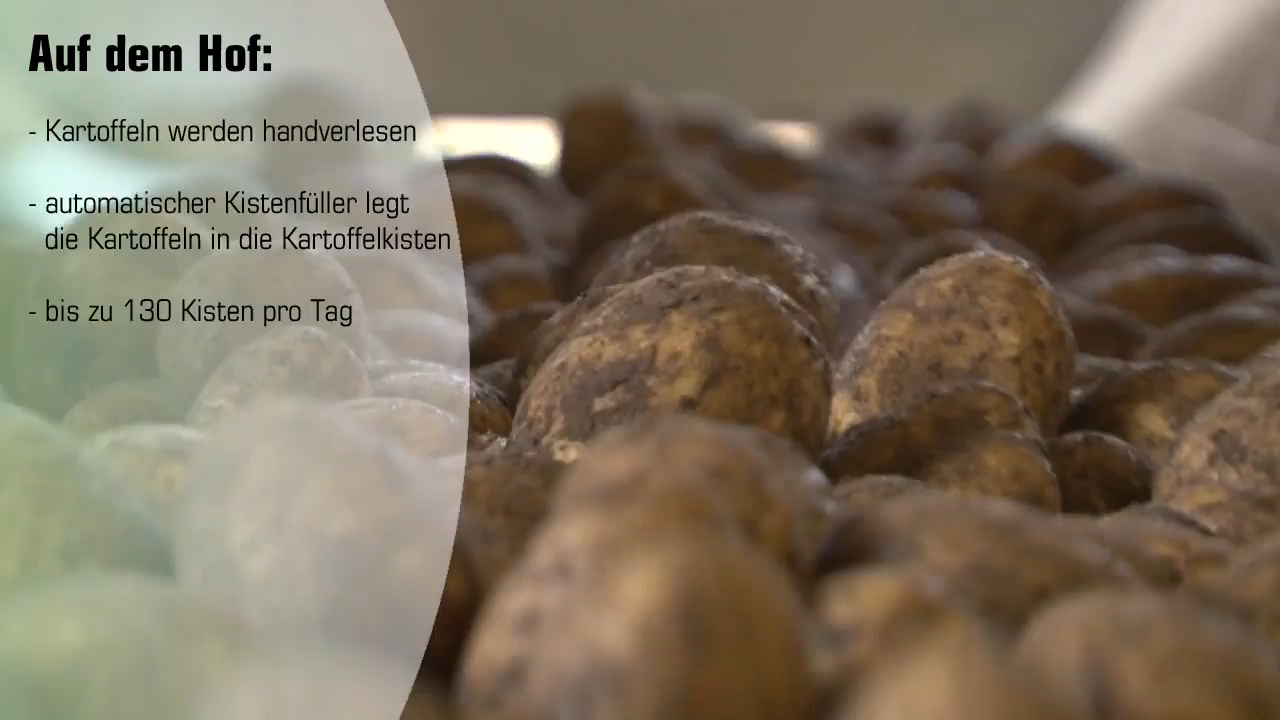 Auf dem Hof:
- Kartoffeln werden handverlesen
- automatischer Kistenfüller legt
die Kartoffeln in die Kartoffelkisten
- bis zu 130 Kisten pro Tag